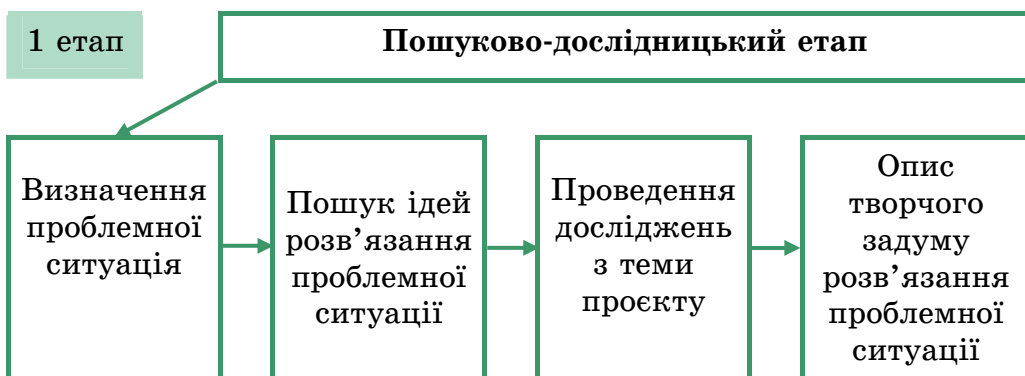 1 етап
Пошуково-дослідницький етап
Визначення
проблемної
ситуація
Пошук ідей
розв’язання
проблемної
ситуації
Проведення
досліджень
з теми
проєкту
Опис
творчого
задуму
розв’язання
проблемної
ситуації